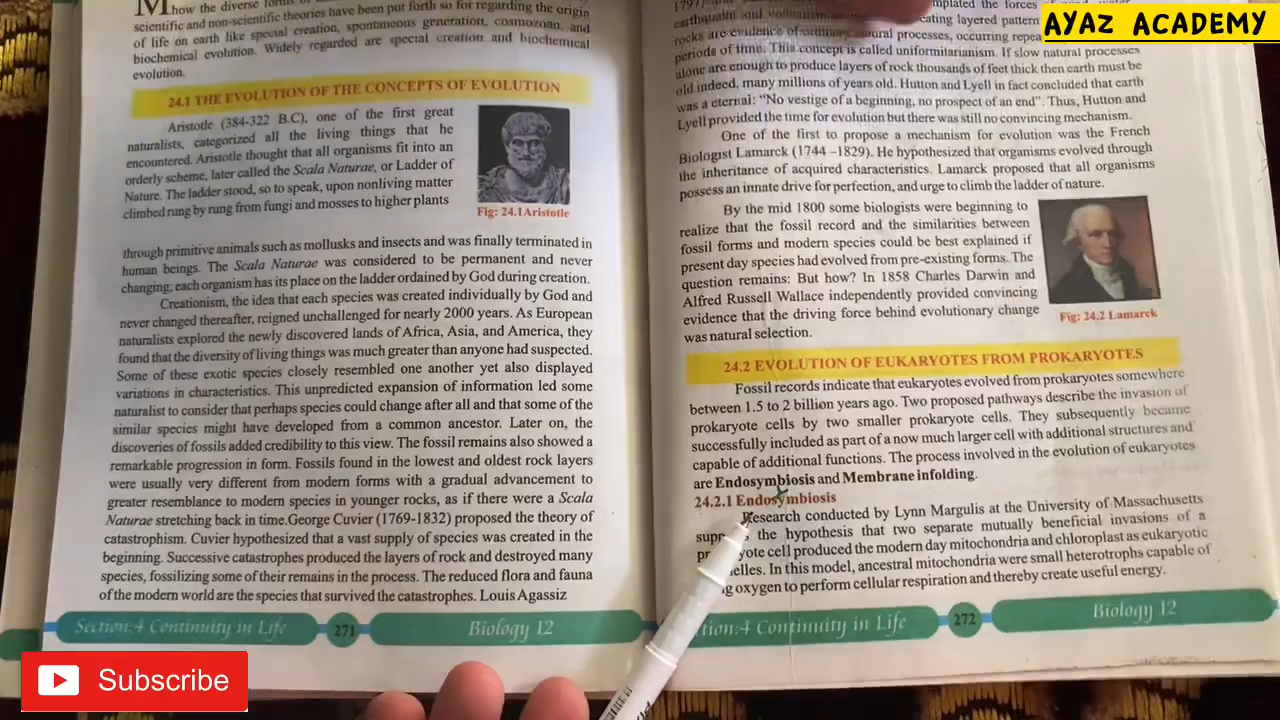 how the diverse forms of
scientific and non-scientific theories have been put forth so for regarding the origin
of life on earth like special creation, spontaneous generation, cosmozoan, and
biochemical evolution. Widely regarded are special creation and biochemical
evolution.
24.1 THE EVOLUTION OF THE CONCEPTS OF EVOLUTION
Aristotle (384-322 B.C), one of the first great
naturalists, categorized all the living things that he
encountered. Aristotle thought that all organisms fit into an
orderly scheme, later called the Scala Naturae, or Ladder of
Nature. The ladder stood, so to speak, upon nonliving matter
climbed rung by rung from fungi and mosses to higher plants
Fig: 24.1Aristotle
through primitive animals such as mollusks and insects and was finally terminated in
human beings. The Scala Naturae was considered to be permanent and never
changing; each organism has its place on the ladder ordained by God during creation.
Creationism, the idea that each species was created individually by God and
never changed thereafter, reigned unchallenged for nearly 2000 years. As European
naturalists explored the newly discovered lands of Africa, Asia, and America, they
found that the diversity of living things was much greater than anyone had suspected.
Some of these exotic species closely resembled one another yet also displayed
variations in characteristics. This unpredicted expansion of information led some
naturalist to consider that perhaps species could change after all and that some of the
similar species might have developed from a common ancestor. Later on, the
discoveries of fossils added credibility to this view. The fossil remains also showed a
remarkable progression in form. Fossils found in the lowest and oldest rock layers
were usually very different from modern forms with a gradual advancement to
greater resemblance to modern species in younger rocks, as if there were a Scala
Naturae stretching back in time.George Cuvier (1769-1832) proposed the theory of
catastrophism. Cuvier hypothesized that a vast supply of species was created in the
beginning. Successive catastrophes produced the layers of rock and destroyed many
species, fossilizing some of their remains in the process. The reduced flora and fauna
of the modern world are the species that survived the catastrophes. Louis Agassiz
Section:4 Continuity in Life 271 Biology 12
1797) and the forces of
earthquake and eating layered pattern
rocks are evidence of ordinary natural processes, occurring repea
periods of time. This concept is called uniformitarianism. If slow natural processes
alone are enough to produce layers of rock thousands of feet thick then earth must be
old indeed, many millions of years old. Hutton and Lyell in fact concluded that earth
was a eternal: “No vestige of a beginning, no prospect of an end”. Thus, Hutton and
Lyell provided the time for evolution but there was still no convincing mechanism.
One of the first to propose a mechanism for evolution was the French
Biologist Lamarck (1744 –1829). He hypothesized that organisms evolved through
the inheritance of acquired characteristics. Lamarck proposed that all organisms
possess an innate drive for perfection, and urge to climb the ladder of nature.
By the mid 1800 some biologists were beginning to
realize that the fossil record and the similarities between
fossil forms and modern species could be best explained if
present day species had evolved from pre-existing forms. The
question remains: But how? In 1858 Charles Darwin and
Alfred Russell Wallace independently provided convincing
evidence that the driving force behind evolutionary change
was natural selection.
Fig: 24.2 Lamarck
24.2 EVOLUTION OF EUKARYOTES FROM PROKARYOTES
Fossil records indicate that eukaryotes evolved from prokaryotes somewhere
between 1.5 to 2 billion years ago. Two proposed pathways describe the invasion of
prokaryote cells by two smaller prokaryote cells. They subsequently became
successfully included as part of a now much larger cell with additional structures and
capable of additional functions. The process involved in the evolution of eukaryotes
are Endosymbiosis and Membrane infolding.
24.2.1 Endosymbiosis
Research conducted by Lynn Margulis at the University of Massachusetts
the hypothesis that two separate mutually beneficial invasions of a
yote cell produced the modern day mitochondria and chloroplast as eukaryotic
elles. In this model, ancestral mitochondria were small heterotrophs capable of
g oxygen to perform cellular respiration and thereby create useful energy.
tion:4 Continuity in Life 272 Biology 12
AYAZ ACADEMY
Subscribe